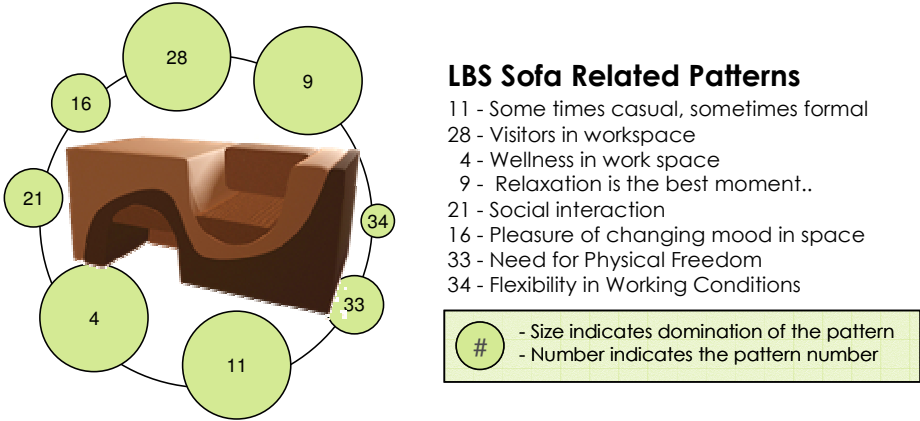 28
9
16
21
34
33
4
11
LBS Sofa Related Patterns
11 - Some times casual, sometimes formal
28 - Visitors in workspace
4 - Wellness in work space
9 - Relaxation is the best moment..
21 - Social interaction
16 - Pleasure of changing mood in space
33 - Need for Physical Freedom
34 - Flexibility in Working Conditions
# - Size indicates domination of the pattern
- Number indicates the pattern number